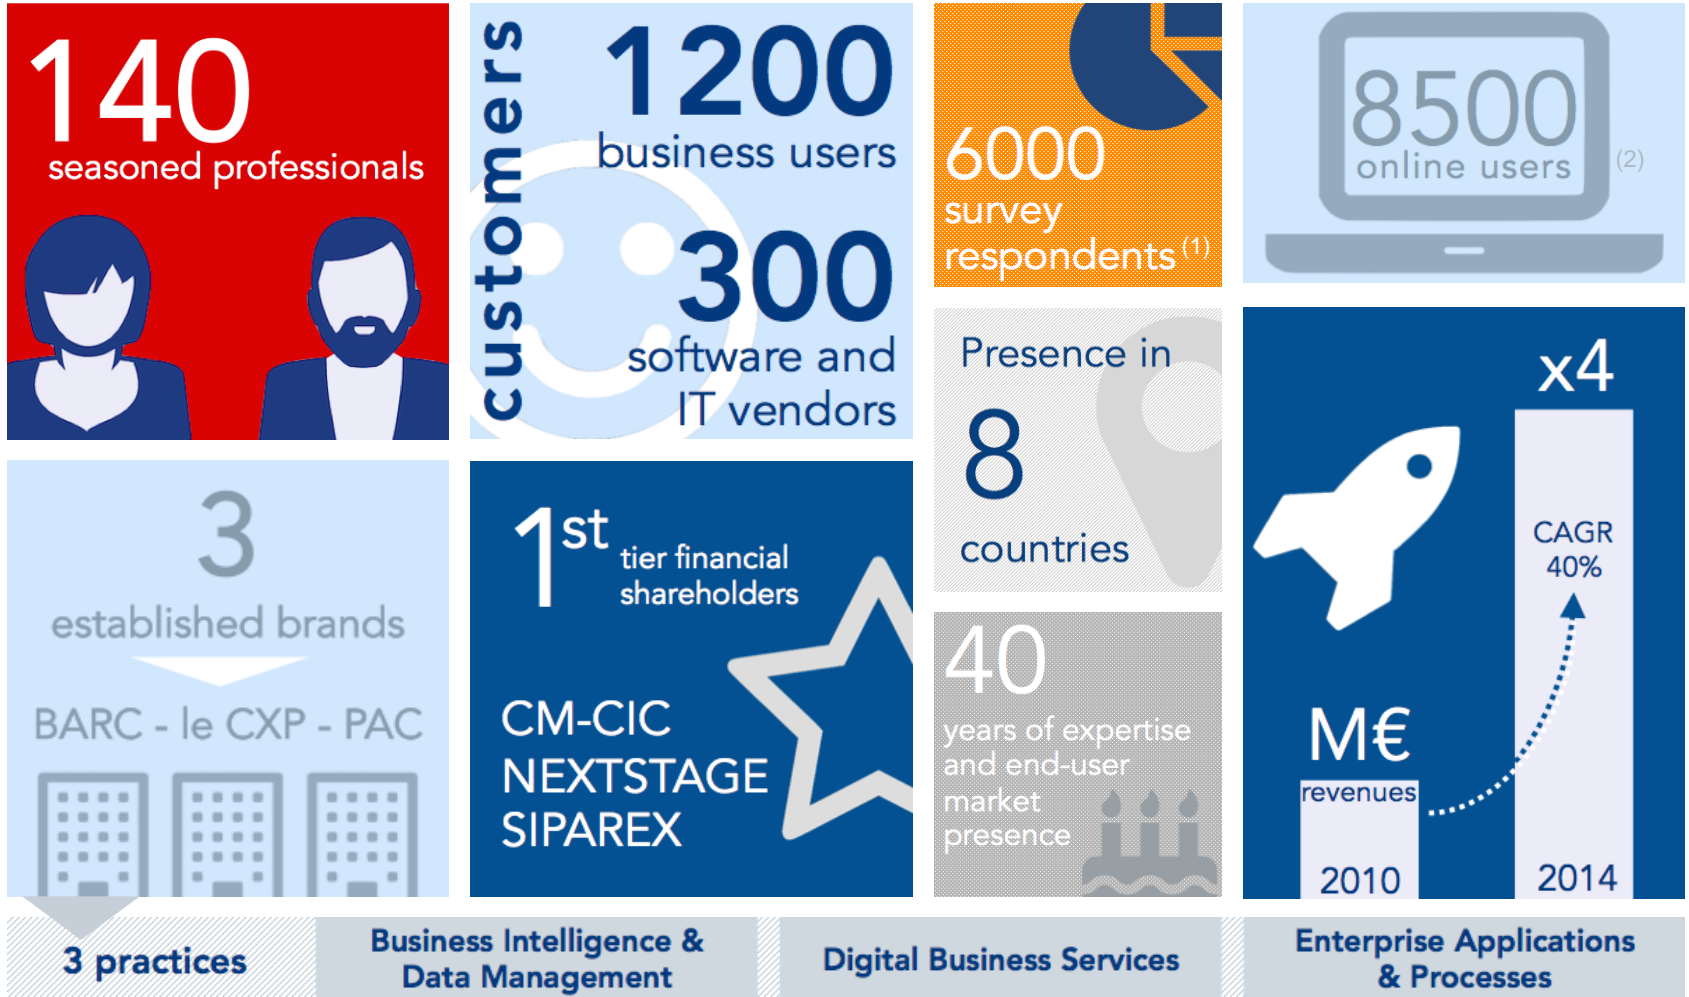 140
seasoned professionals
customers
1200
business users
300
software and
IT vendors
6000
survey
respondents (1)
8500
online users
(2)
3
established brands
BARC - le CXP - PAC
1st
tier financial
shareholders
CM-CIC
NEXTSTAGE
SIPAREX
Presence in
8
countries
40
years of expertise
and end-user
market
presence
x4
CAGR
40%
M€
revenues
2010
2014
3 practices
Business Intelligence &
Data Management
Digital Business Services
Enterprise Applications
& Processes